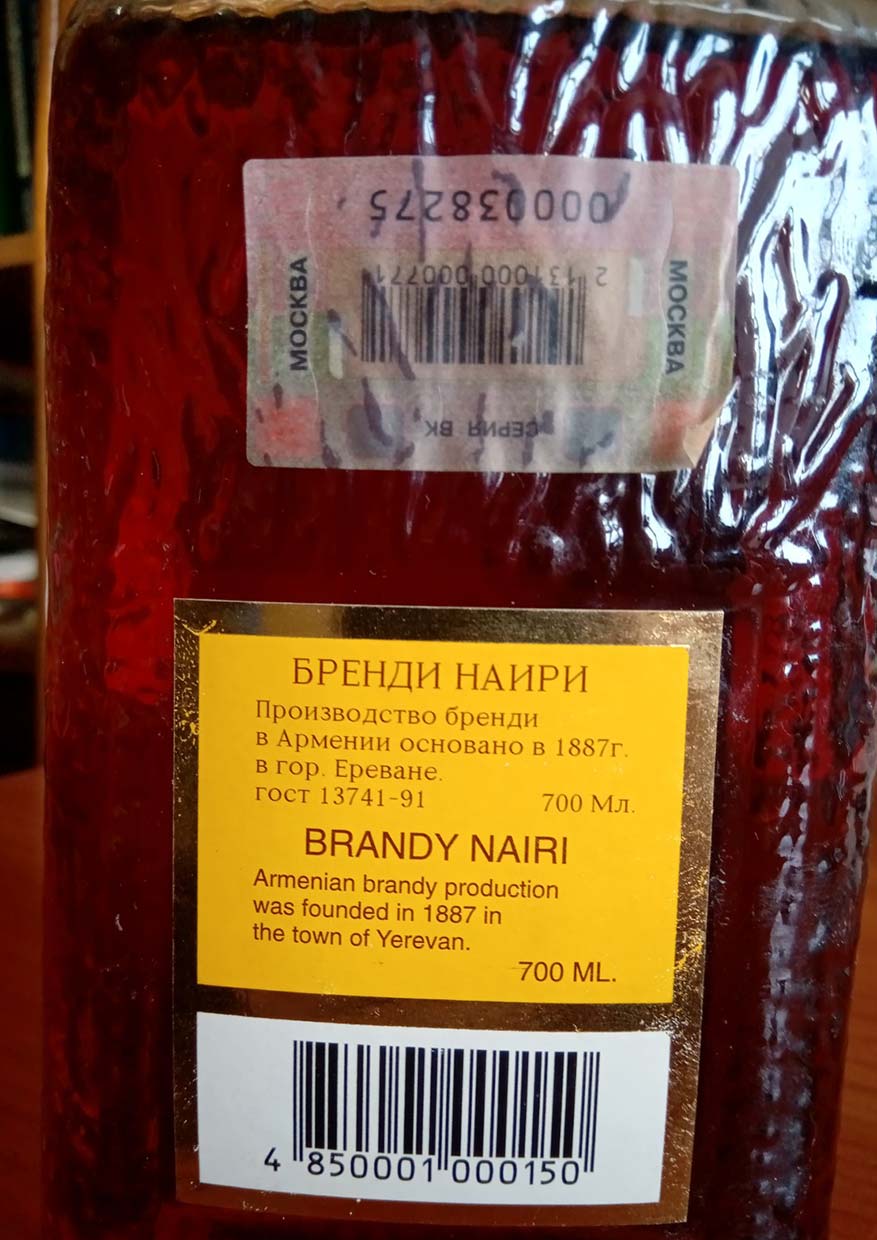 000038275
МОСКВА
2 131000 000771
МОСКВА
СЕРИЯ ВК
БРЕНДИ НАИРИ
Производство бренди
в Армении основано в 1887г.
в гор. Ереване.
гост 13741-91 700 Мл.
BRANDY NAIRI
Armenian brandy production
was founded in 1887 in
the town of Yerevan.
700 ML.
4 850001 000150